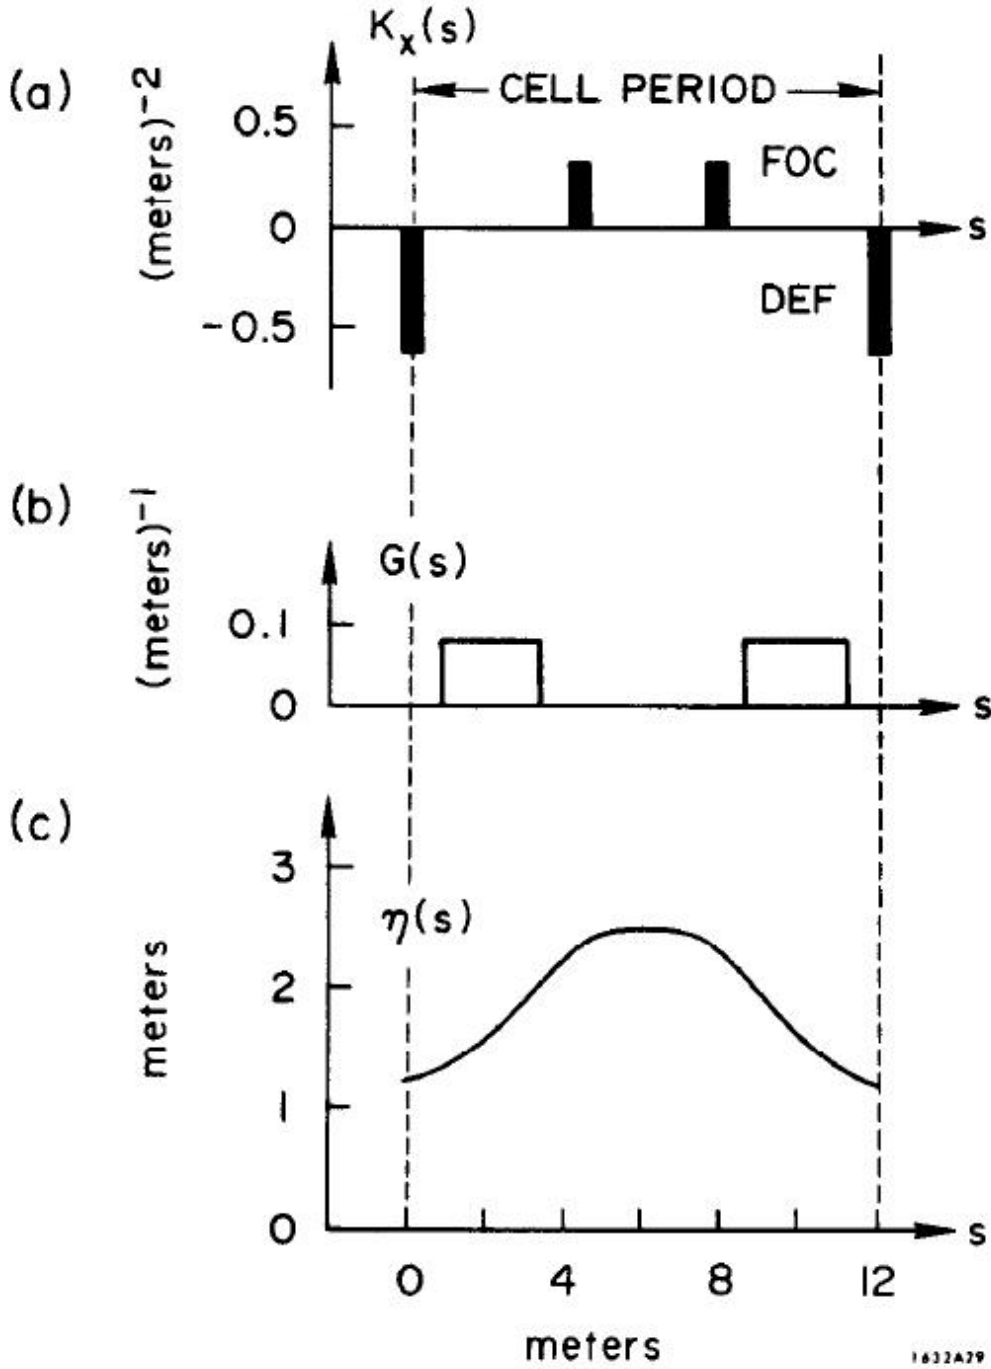 (a)
(meters)⁻²
Kₓ(s)
CELL PERIOD
0.5
FOC
0
s
DEF
-0.5
(b)
(meters)⁻¹
G(s)
0.1
0
s
(c)
meters
3
η(s)
2
1
0
s
0 4 8 12
meters
1632A29